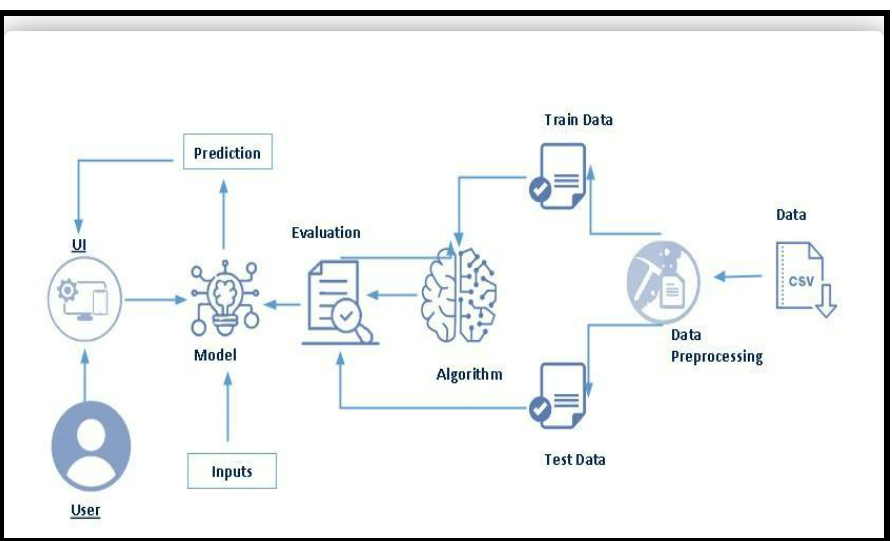 Train Data
Prediction
Data
Evaluation
UI
CSV
Data
Preprocessing
Model
Algorithm
Test Data
Inputs
User